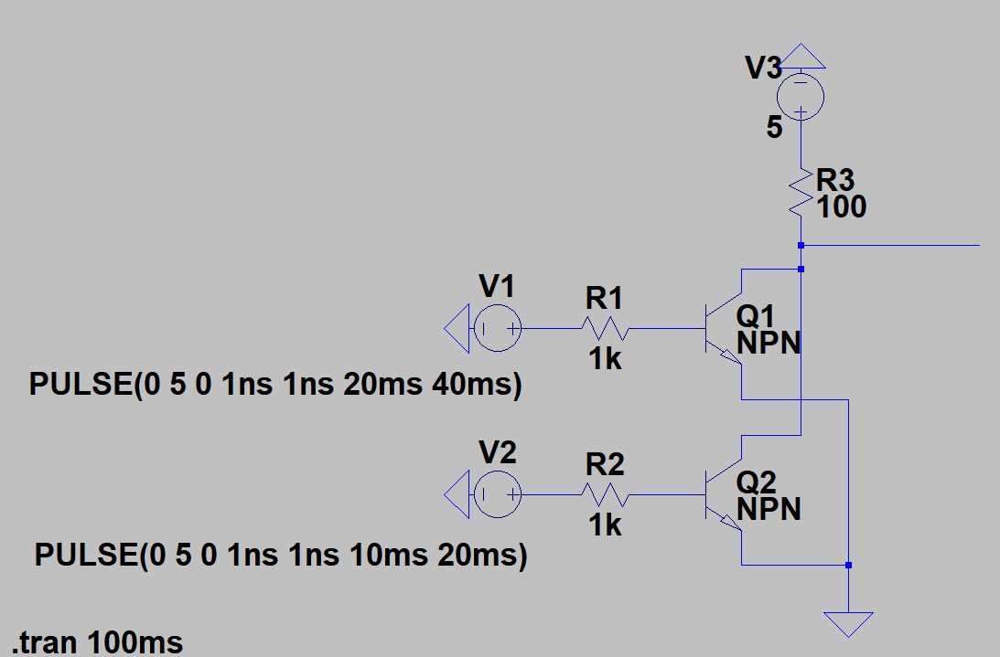 V3
5
R3
100
V1
R1
1k
Q1
NPN
PULSE(0 5 0 1ns 1ns 20ms 40ms)
V2
R2
1k
Q2
NPN
PULSE(0 5 0 1ns 1ns 10ms 20ms)
.tran 100ms